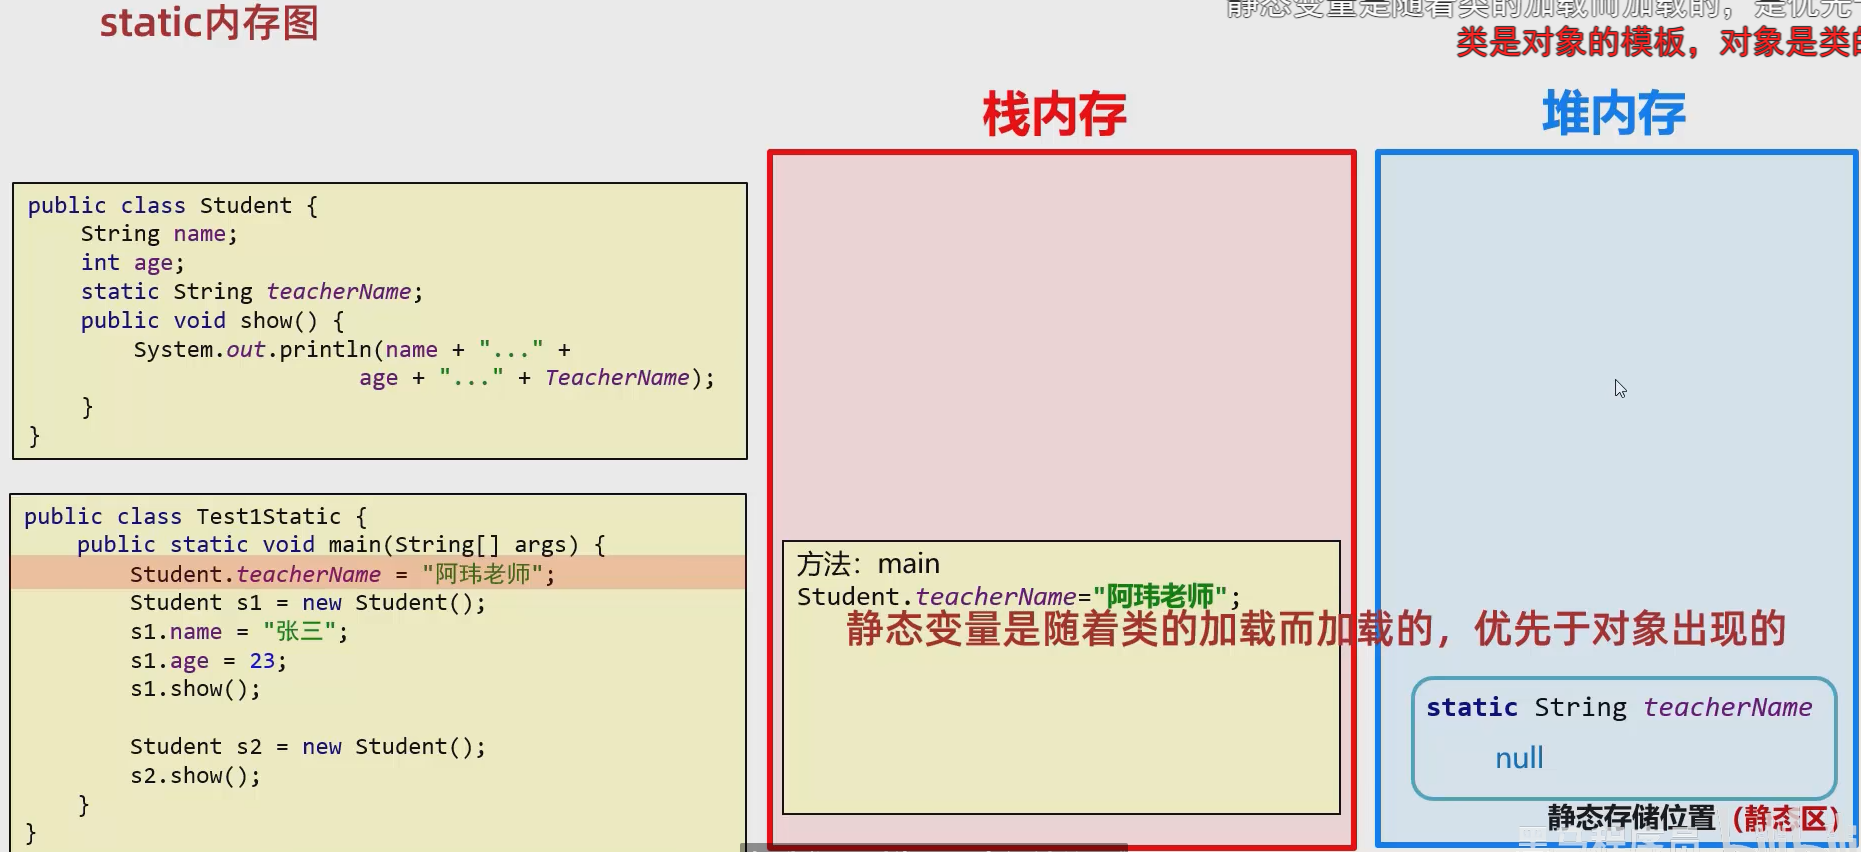 static内存图
静态变量是随着类的加载而加载的，是优先
类是对象的模板，对象是类的
栈内存
堆内存
public class Student {
String name;
int age;
static String teacherName;
public void show() {
System.out.println(name + "..." +
age + "..." + TeacherName);
}
}
public class Test1Static {
public static void main(String[] args) {
Student.teacherName = "阿玮老师";
Student s1 = new Student();
s1.name = "张三";
s1.age = 23;
s1.show();
Student s2 = new Student();
s2.show();
}
}
方法：main
Student.teacherName="阿玮老师";
静态变量是随着类的加载而加载的，优先于对象出现的
static String teacherName
null
静态存储位置（静态区）